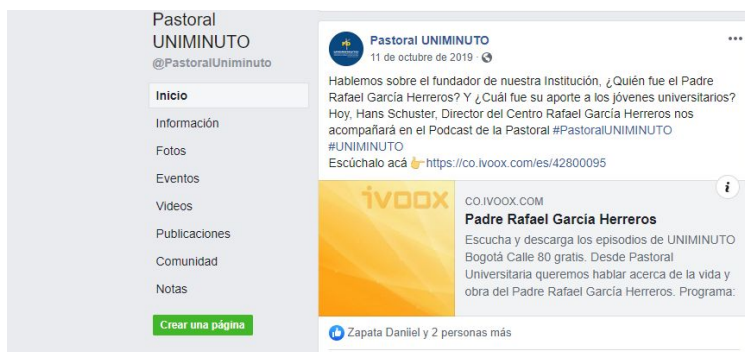 Pastoral
UNIMINUTO
@PastoralUniminuto
Inicio
Información
Fotos
Eventos
Videos
Publicaciones
Comunidad
Notas
Crear una página
Pastoral UNIMINUTO
11 de octubre de 2019 ·
Hablemos sobre el fundador de nuestra Institución, ¿Quién fue el Padre
Rafael García Herreros? Y ¿Cuál fue su aporte a los jóvenes universitarios?
Hoy, Hans Schuster, Director del Centro Rafael García Herreros nos
acompañará en el Podcast de la Pastoral #PastoralUNIMINUTO
#UNIMINUTO
Escúchalo acá 👉https://co.ivoox.com/es/42800095
ivoox
CO.IVOOX.COM
Padre Rafael García Herreros
Escucha y descarga los episodios de UNIMINUTO
Bogotá Calle 80 gratis. Desde Pastoral
Universitaria queremos hablar acerca de la vida y
obra del Padre Rafael García Herreros. Programa:
Zapata Daniiel y 2 personas más